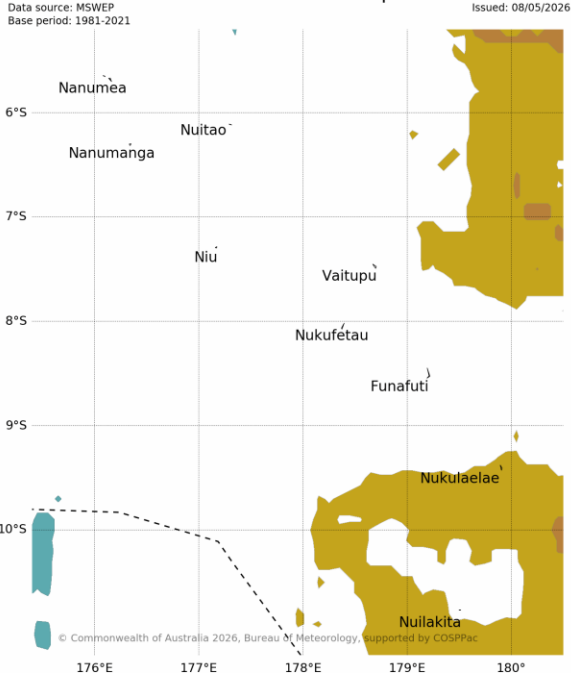 Data source: MSWEP
Issued: 08/05/2026
Base period: 1981-2021
Nanumea
6°S
Nuitao
Nanumanga
7°S
Niu
Vaitupu
8°S
Nukufetau
Funafuti
9°S
Nukulaelae
10°S
Nuilakita
© Commonwealth of Australia 2026, Bureau of Meteorology, supported by COSPPac
176°E 177°E 178°E 179°E 180°